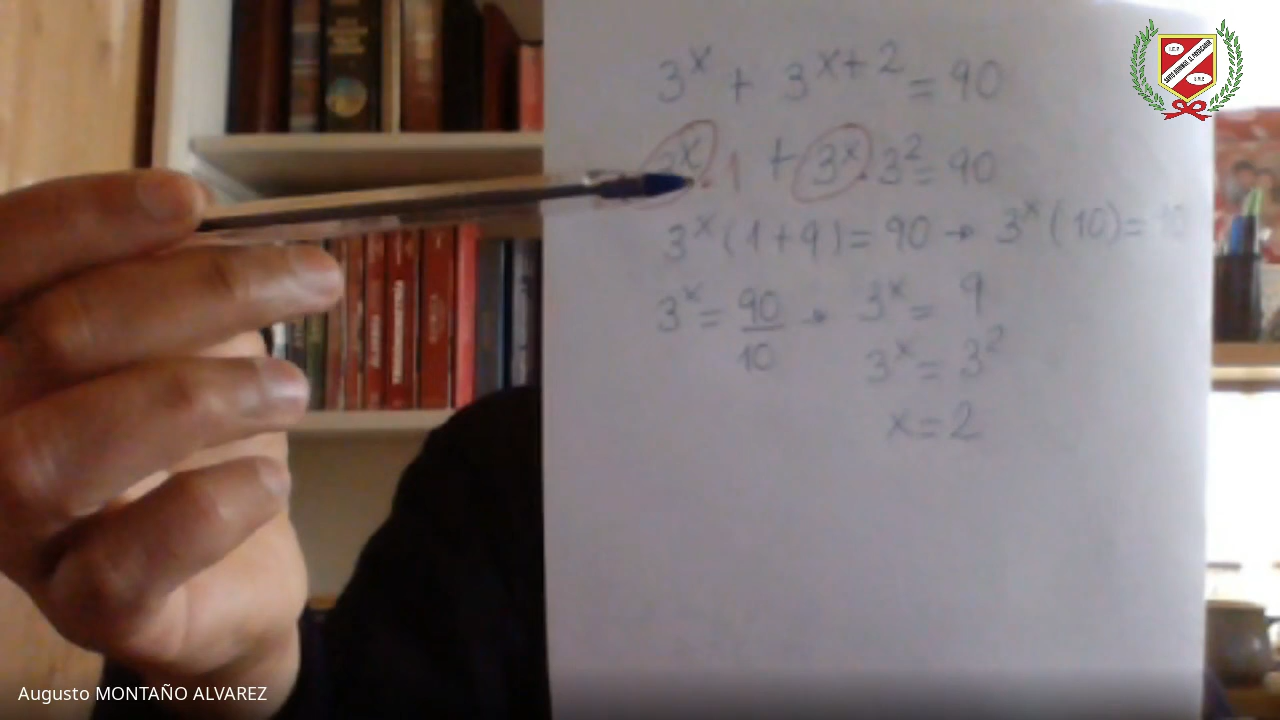 3^x + 3^(x+2) = 90
3^x · 1 + 3^x · 3^2 = 90
3^x (1+9) = 90 → 3^x (10) = 90
3^x = 90/10 → 3^x = 9
3^x = 3^2
x = 2
Augusto MONTAÑO ALVAREZ